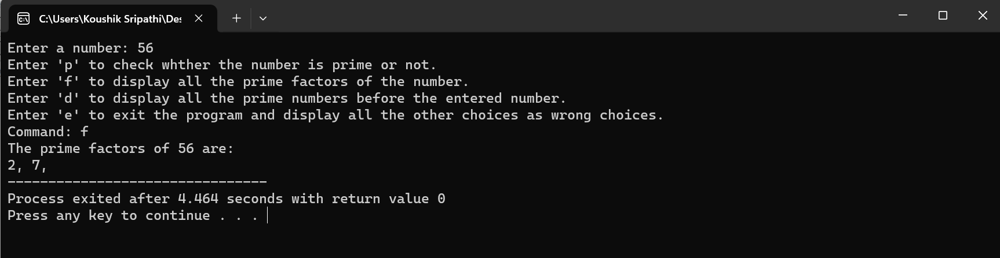 C:\Users\Koushik Sripathi\Des
Enter a number: 56
Enter 'p' to check whther the number is prime or not.
Enter 'f' to display all the prime factors of the number.
Enter 'd' to display all the prime numbers before the entered number.
Enter 'e' to exit the program and display all the other choices as wrong choices.
Command: f
The prime factors of 56 are:
2, 7,
--------------------------------
Process exited after 4.464 seconds with return value 0
Press any key to continue . . .